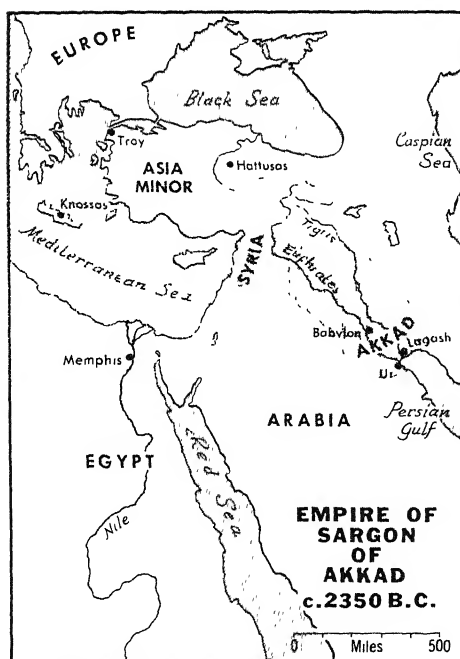 EUROPE
Black Sea
Caspian
Sea
Troy
ASIA
MINOR
Hattusas
Knossos
Mediterranean Sea
SYRIA
Tigris
Euphrates
Babylon
AKKAD
Lagash
Ur
Memphis
Persian
Gulf
ARABIA
EGYPT
Red Sea
Nile
EMPIRE OF
SARGON
OF
AKKAD
c.2350 B.C.
0 Miles 500